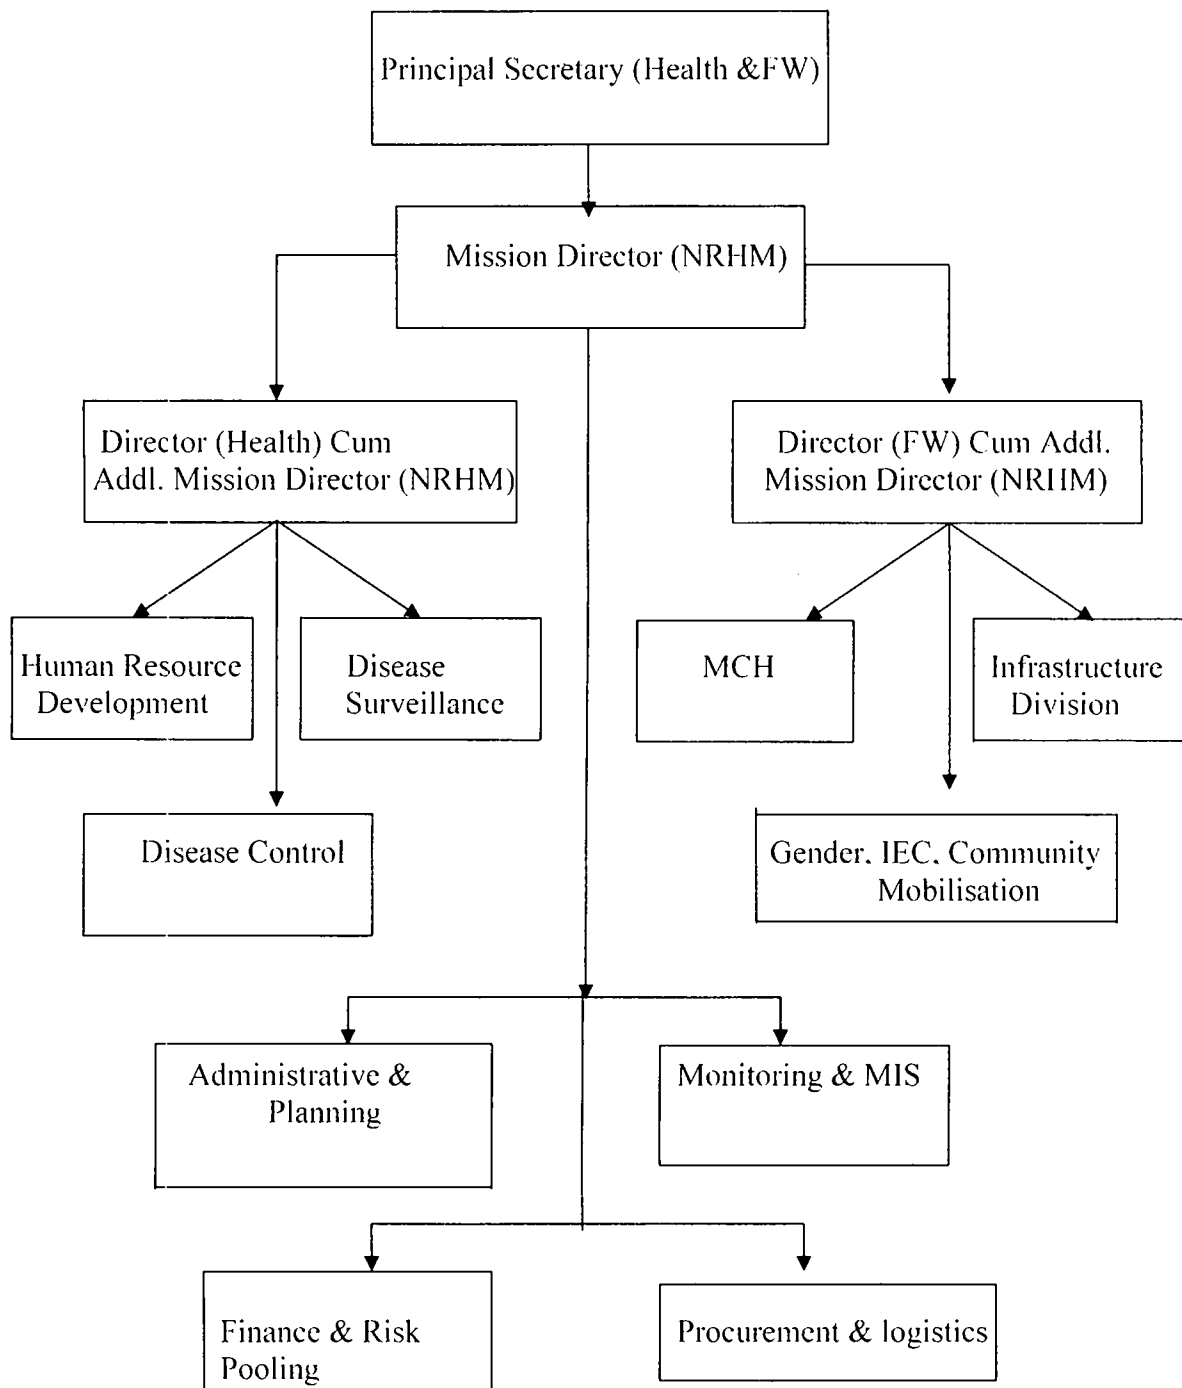 Principal Secretary (Health &FW)
Mission Director (NRHM)
Director (Health) Cum
Addl. Mission Director (NRHM)
Director (FW) Cum Addl.
Mission Director (NRHM)
Human Resource
Development
Disease
Surveillance
MCH
Infrastructure
Division
Disease Control
Gender, IEC, Community
Mobilisation
Administrative &
Planning
Monitoring & MIS
Finance & Risk
Pooling
Procurement & logistics